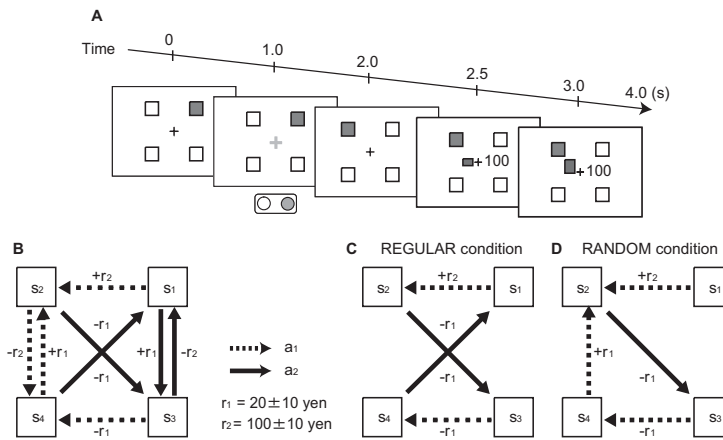 A
Time
0
1.0
2.0
2.5
3.0
4.0 (s)
+
+
+
+ 100
+ 100
B
S2
+r2
S1
-r2
+r1
-r1
-r1
+r1
-r2
S4
-r1
S3
a1
a2
r1 = 20±10 yen
r2 = 100±10 yen
C REGULAR condition
S2
+r2
S1
-r1
-r1
S4
-r1
S3
D RANDOM condition
S2
+r2
S1
+r1
-r1
S4
-r1
S3